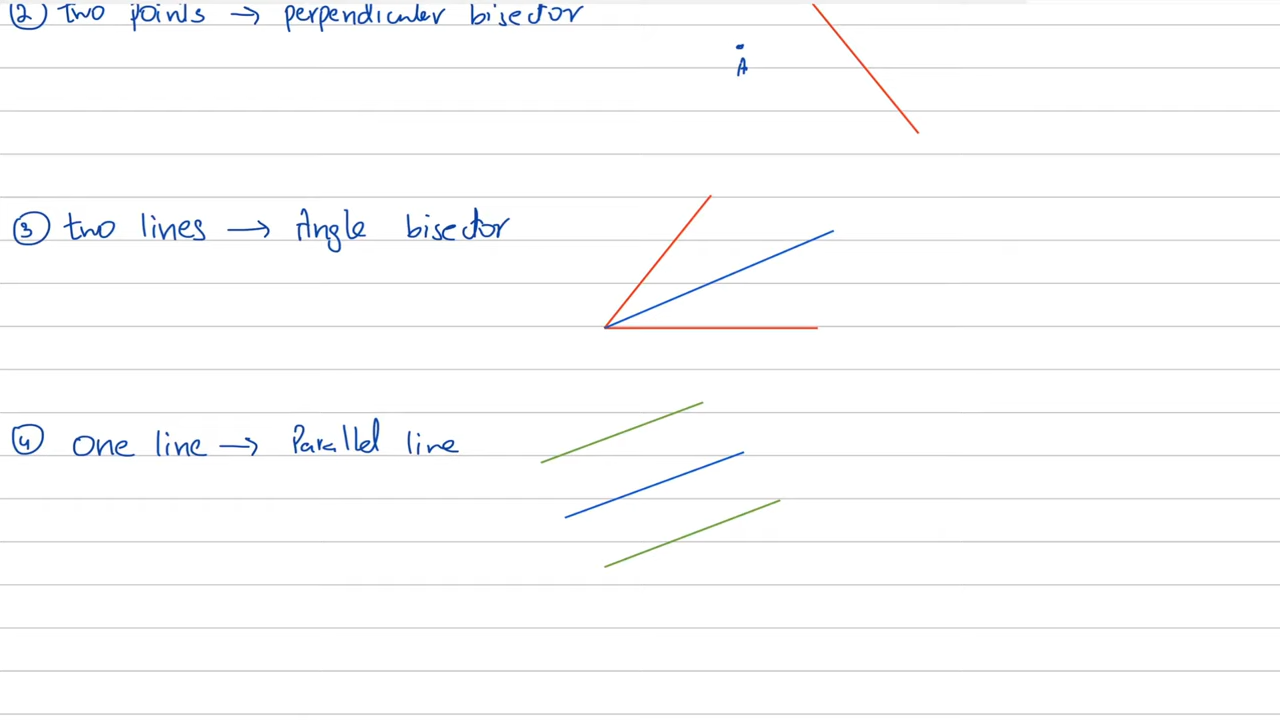 ② Two points → perpendicular bisector
A
③ two lines → Angle bisector
④ one line → Parallel line